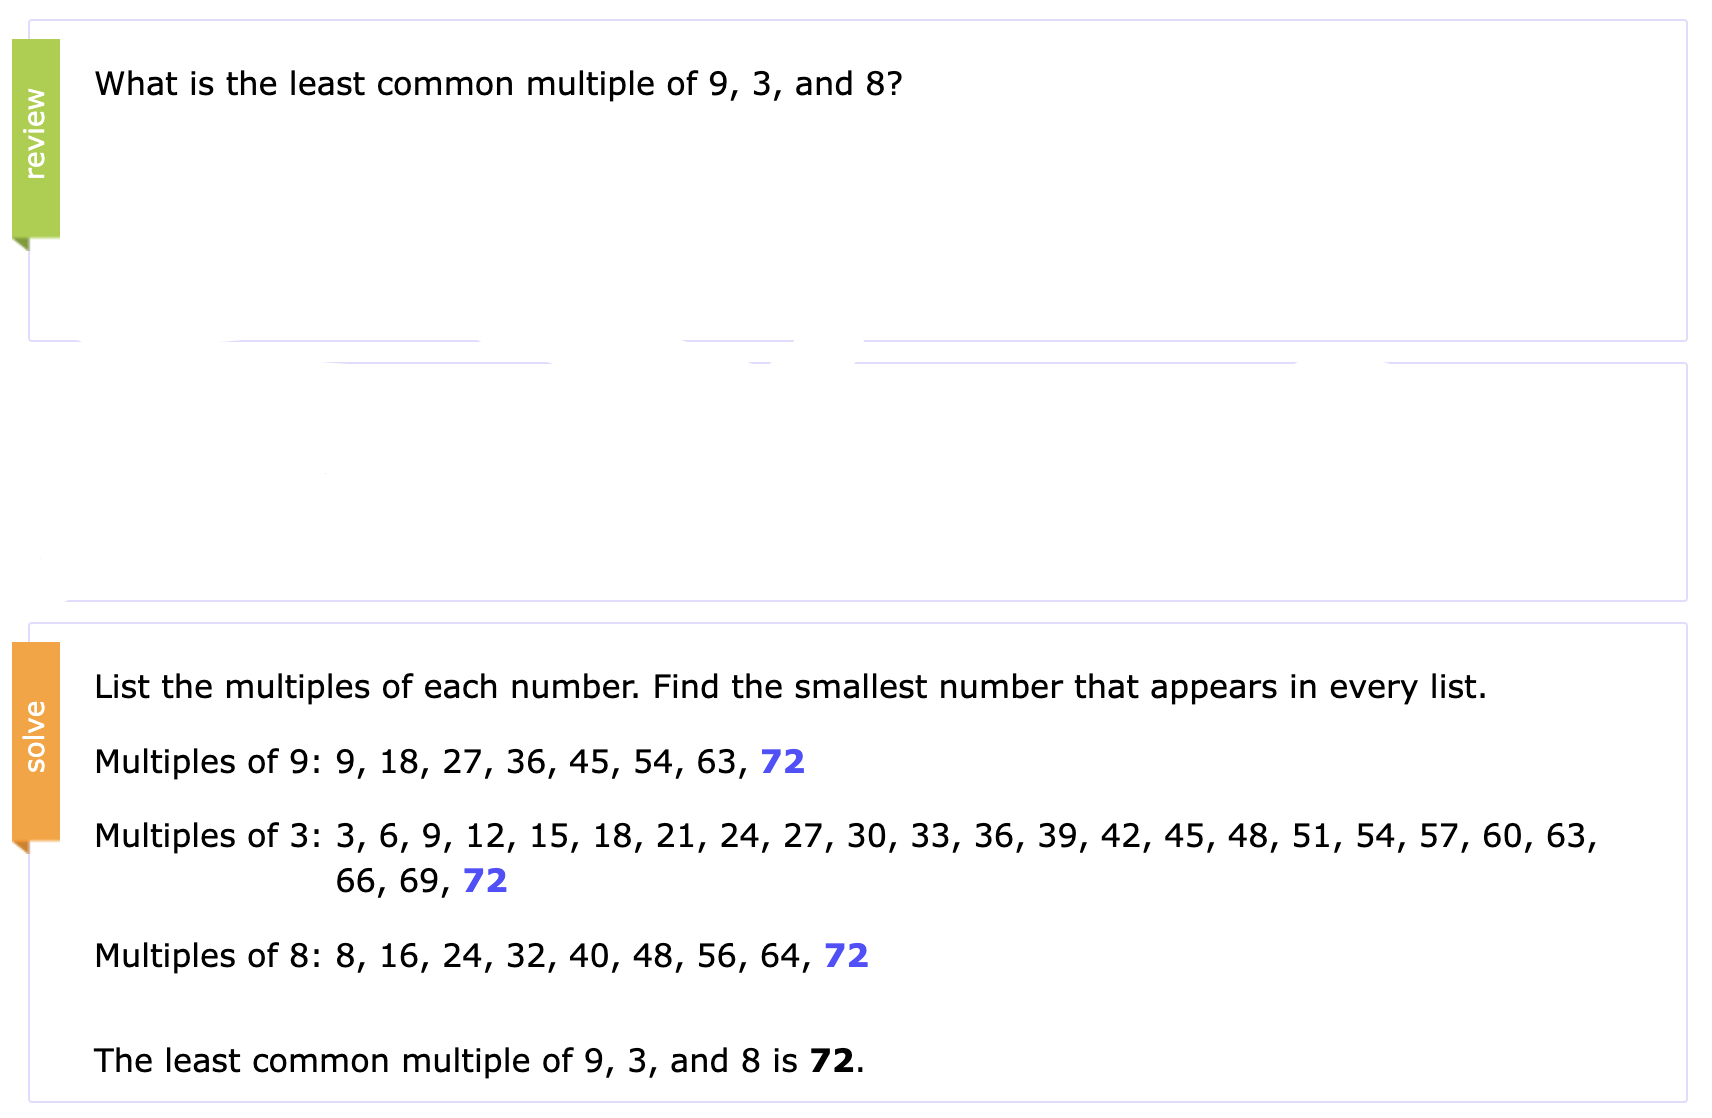 review
What is the least common multiple of 9, 3, and 8?
solve
List the multiples of each number. Find the smallest number that appears in every list.
Multiples of 9: 9, 18, 27, 36, 45, 54, 63, 72
Multiples of 3: 3, 6, 9, 12, 15, 18, 21, 24, 27, 30, 33, 36, 39, 42, 45, 48, 51, 54, 57, 60, 63,
66, 69, 72
Multiples of 8: 8, 16, 24, 32, 40, 48, 56, 64, 72
The least common multiple of 9, 3, and 8 is 72.